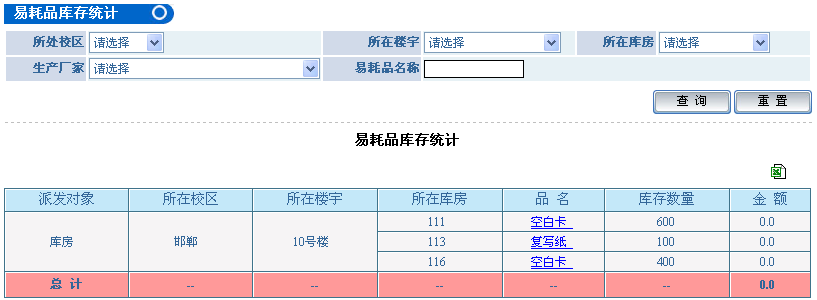 易耗品库存统计
所处校区 请选择 所在楼宇 请选择 所在库房 请选择
生产厂家 请选择 易耗品名称
查 询 重 置
易耗品库存统计
派发对象 所在校区 所在楼宇 所在库房 品 名 库存数量 金 额
库房 邯郸 10号楼 111 空白卡 600 0.0
113 复写纸 100 0.0
116 空白卡 400 0.0
总 计 -- -- -- -- -- 0.0